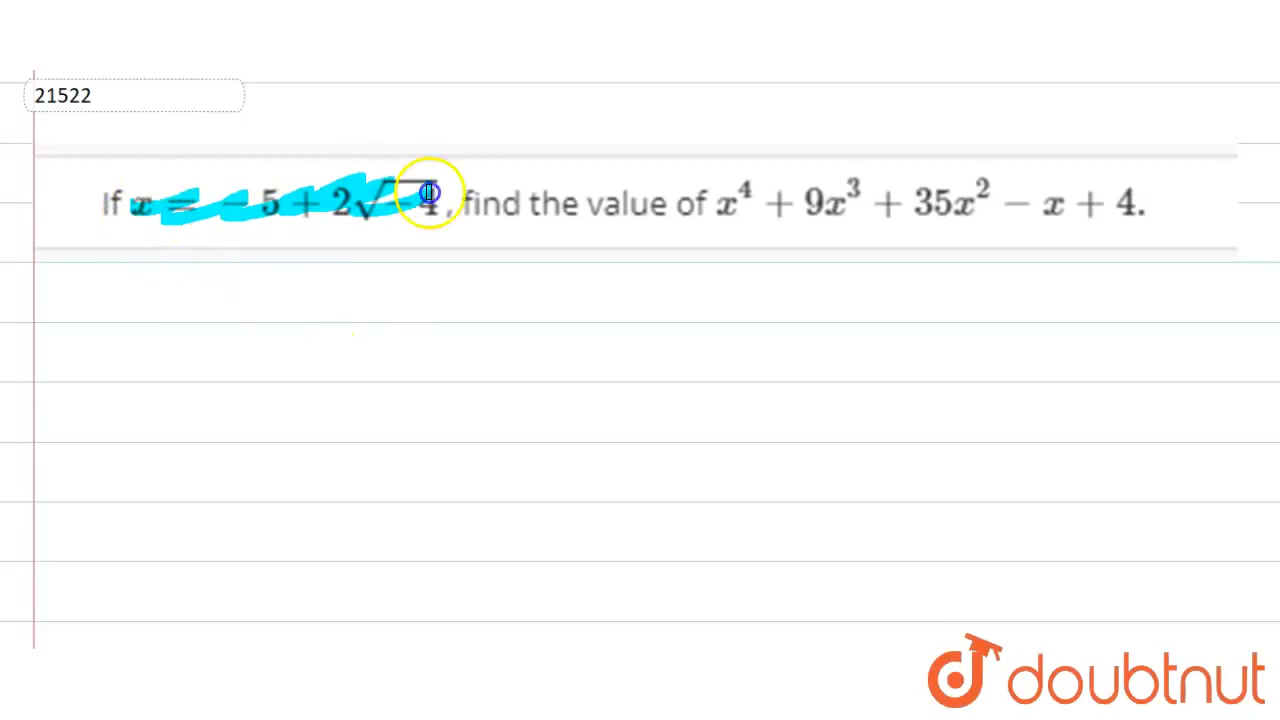 21522
If x = − 5 + 2√−4, find the value of x⁴ + 9x³ + 35x² − x + 4.
doubtnut